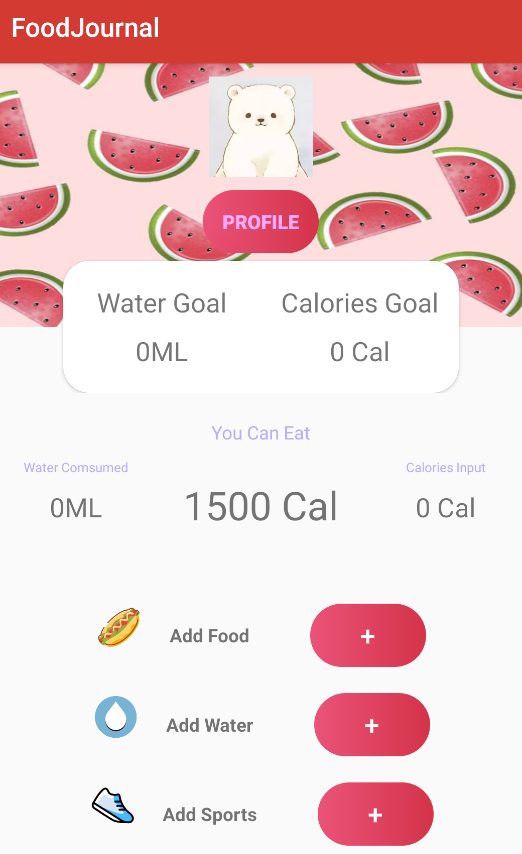 FoodJournal
PROFILE
Water Goal Calories Goal
0ML 0 Cal
You Can Eat
Water Comsumed Calories Input
0ML 1500 Cal 0 Cal
Add Food +
Add Water +
Add Sports +